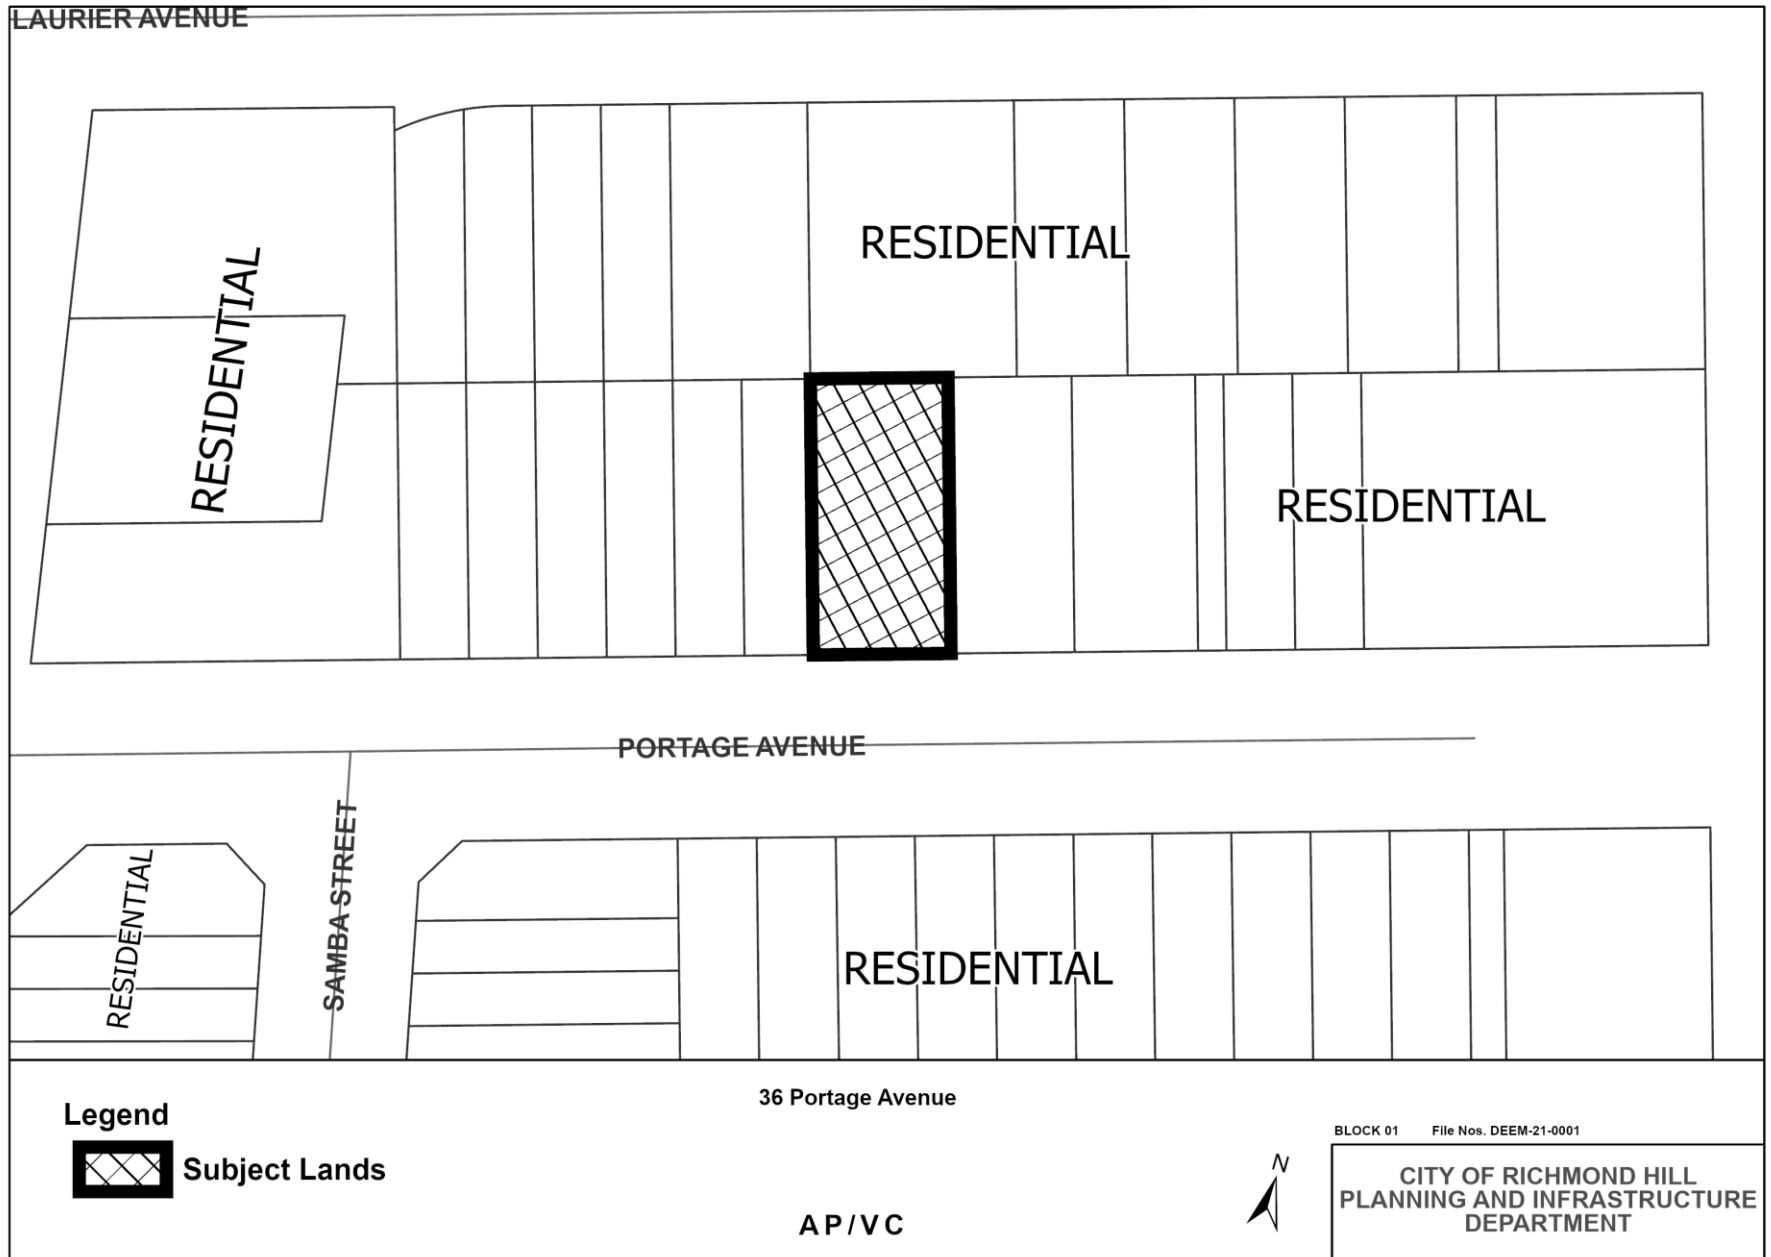 LAURIER AVENUE
RESIDENTIAL
RESIDENTIAL
RESIDENTIAL
PORTAGE AVENUE
SAMBA STREET
RESIDENTIAL
RESIDENTIAL
36 Portage Avenue
Legend
Subject Lands
AP/VC
N
BLOCK 01 File Nos. DEEM-21-0001
CITY OF RICHMOND HILL
PLANNING AND INFRASTRUCTURE
DEPARTMENT